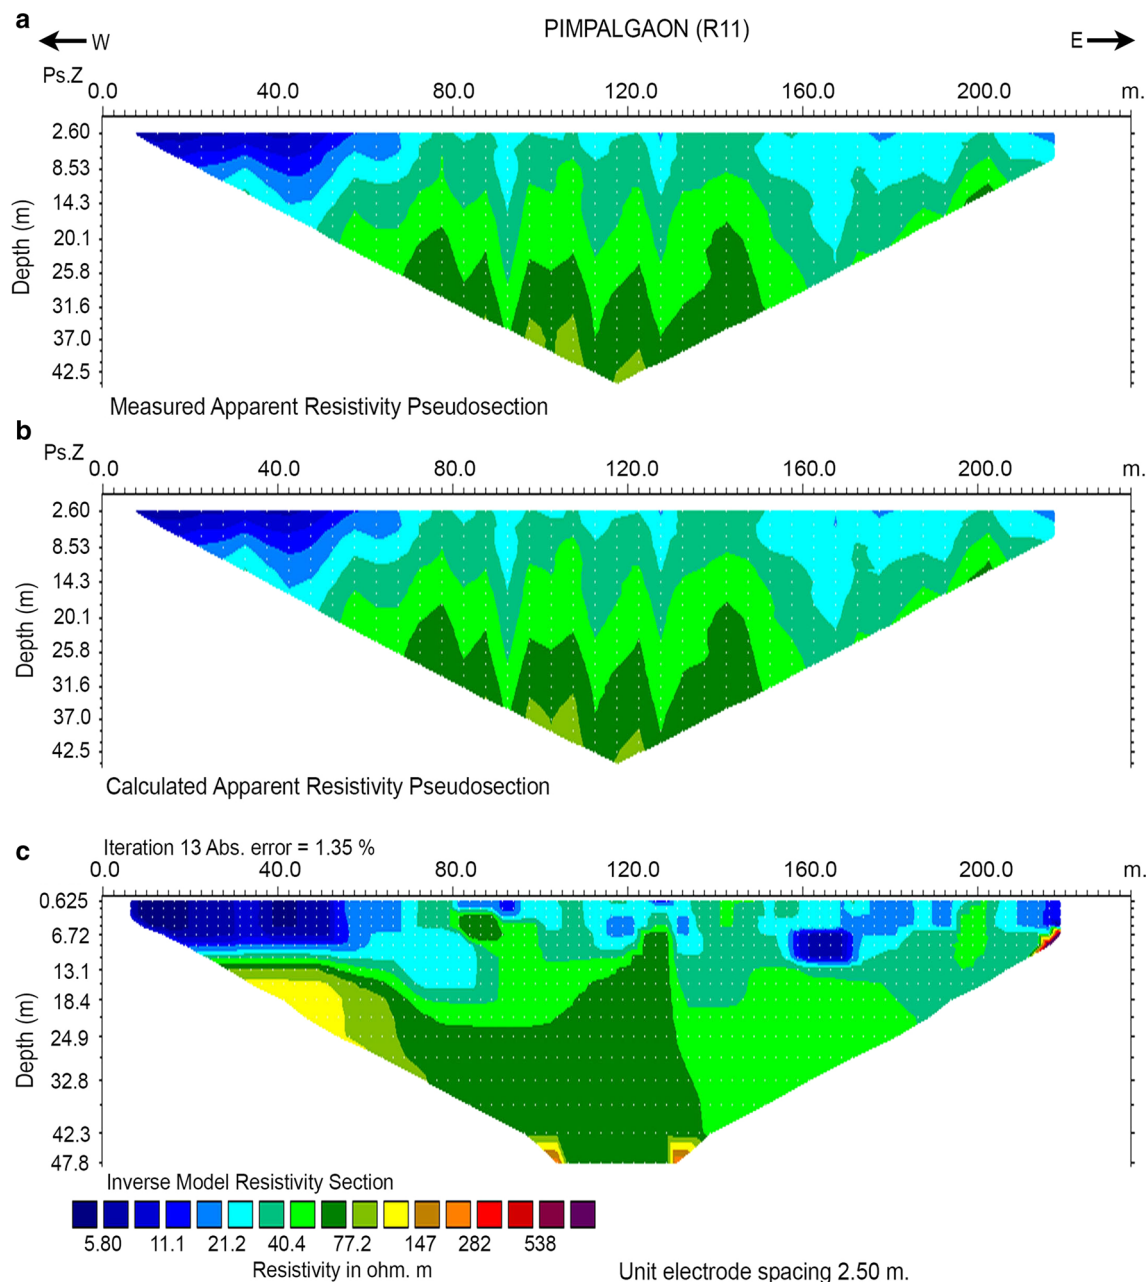 a
PIMPALGAON (R11)
W
E
Ps.Z
0.0 40.0 80.0 120.0 160.0 200.0 m.
2.60
8.53
14.3
20.1
25.8
31.6
37.0
42.5
Depth (m)
Measured Apparent Resistivity Pseudosection
b
Ps.Z
0.0 40.0 80.0 120.0 160.0 200.0 m.
2.60
8.53
14.3
20.1
25.8
31.6
37.0
42.5
Depth (m)
Calculated Apparent Resistivity Pseudosection
c
Iteration 13 Abs. error = 1.35 %
0.0 40.0 80.0 120.0 160.0 200.0 m.
0.625
6.72
13.1
18.4
24.9
32.8
42.3
47.8
Depth (m)
Inverse Model Resistivity Section
5.80 11.1 21.2 40.4 77.2 147 282 538
Resistivity in ohm. m
Unit electrode spacing 2.50 m.